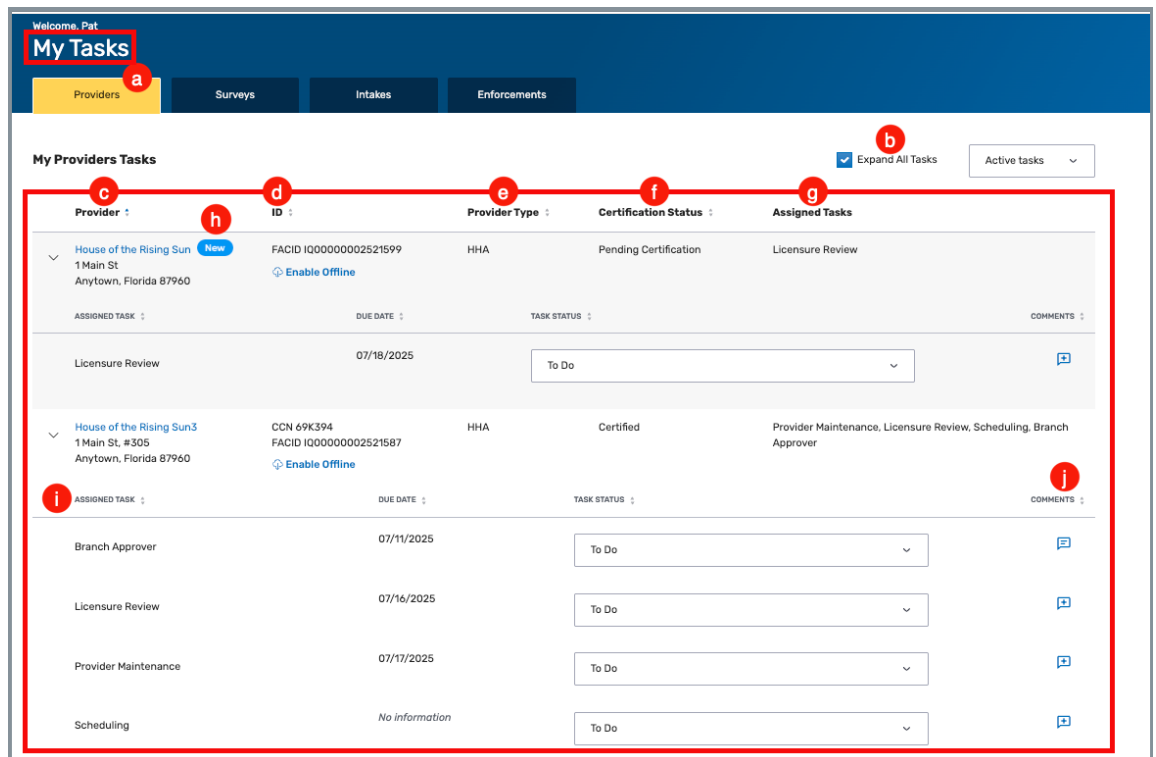 Welcome, Pat
My Tasks
a
Providers Surveys Intakes Enforcements
b
My Providers Tasks Expand All Tasks Active tasks
c d e f g
Provider ID Provider Type Certification Status Assigned Tasks
h
House of the Rising Sun New FACID IQ00000002521599 HHA Pending Certification Licensure Review
1 Main St
Enable Offline
Anytown, Florida 87960
ASSIGNED TASK DUE DATE TASK STATUS COMMENTS
Licensure Review 07/18/2025 To Do
House of the Rising Sun3 CCN 69K394 HHA Certified Provider Maintenance, Licensure Review, Scheduling, Branch
1 Main St, #305 FACID IQ00000002521587 Approver
Anytown, Florida 87960 Enable Offline
j
i ASSIGNED TASK DUE DATE TASK STATUS COMMENTS
Branch Approver 07/11/2025 To Do
Licensure Review 07/16/2025 To Do
Provider Maintenance 07/17/2025 To Do
Scheduling No information To Do